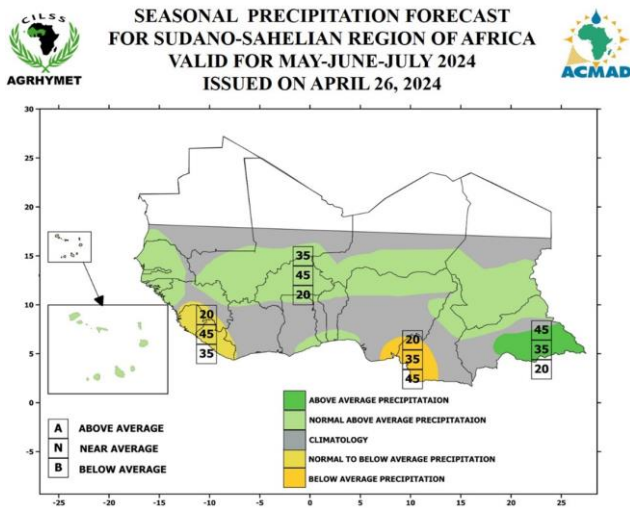 CILSS
AGRHYMET
SEASONAL PRECIPITATION FORECAST
FOR SUDANO-SAHELIAN REGION OF AFRICA
VALID FOR MAY-JUNE-JULY 2024
ISSUED ON APRIL 26, 2024
ACMAD
30
25
20
15
10
5
0
-5
35
45
20
20
45
35
20
35
45
45
35
20
A ABOVE AVERAGE
N NEAR AVERAGE
B BELOW AVERAGE
ABOVE AVERAGE PRECIPITATAION
NORMAL ABOVE AVERAGE PRECIPITATAION
CLIMATOLOGY
NORMAL TO BELOW AVERAGE PRECIPITATION
BELOW AVERAGE PRECIPITATION
-25 -20 -15 -10 -5 0 5 10 15 20 25